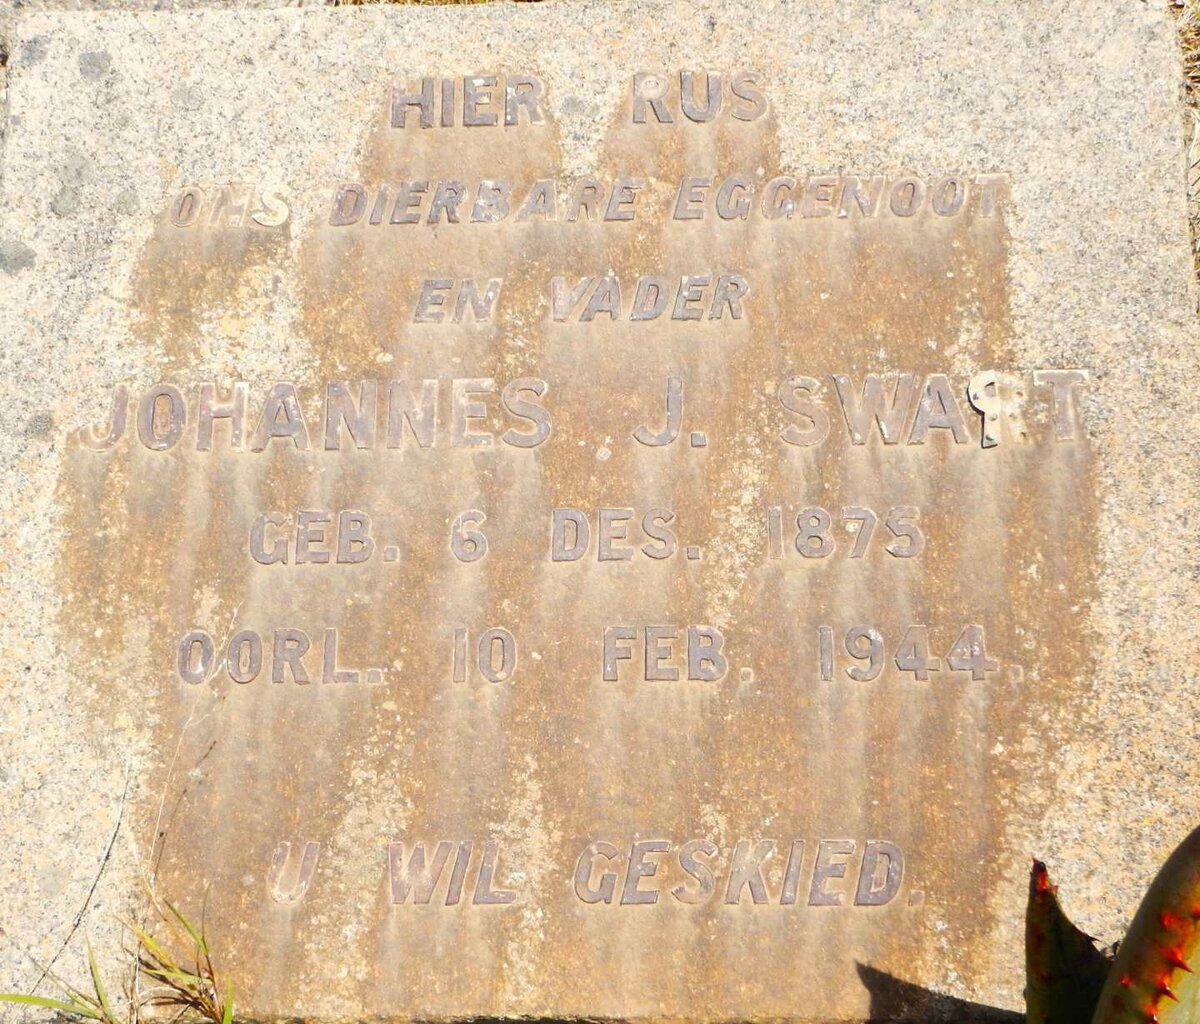 HIER RUS
ONS DIERBARE EGGENOOT
EN VADER
JOHANNES J. SWART
GEB. 6 DES. 1875
OORL. 10 FEB. 1944.
U WIL GESKIED.